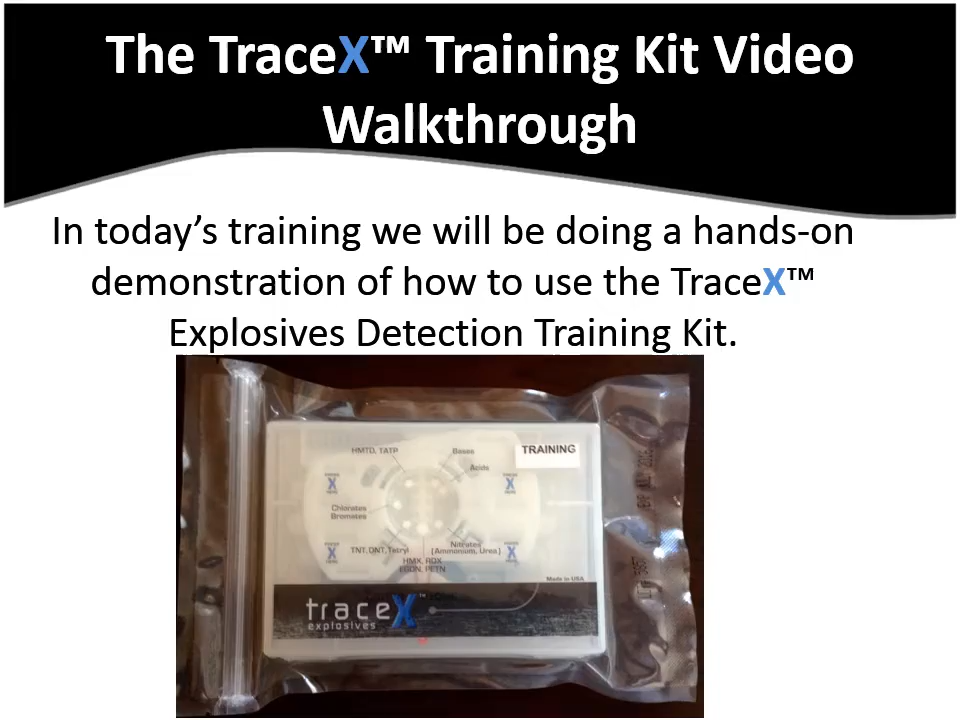 The TraceX™ Training Kit Video
Walkthrough
In today's training we will be doing a hands-on
demonstration of how to use the TraceX™
Explosives Detection Training Kit.
HMTD, TATP
Bases
TRAINING
Acids
X
X
Chlorates
Bromates
X
TNT, DNT, Tetryl
Nitrates
(Ammonium, Urea)
X
HMX, RDX
EGDN, PETN
Made in USA
traceX™
explosives